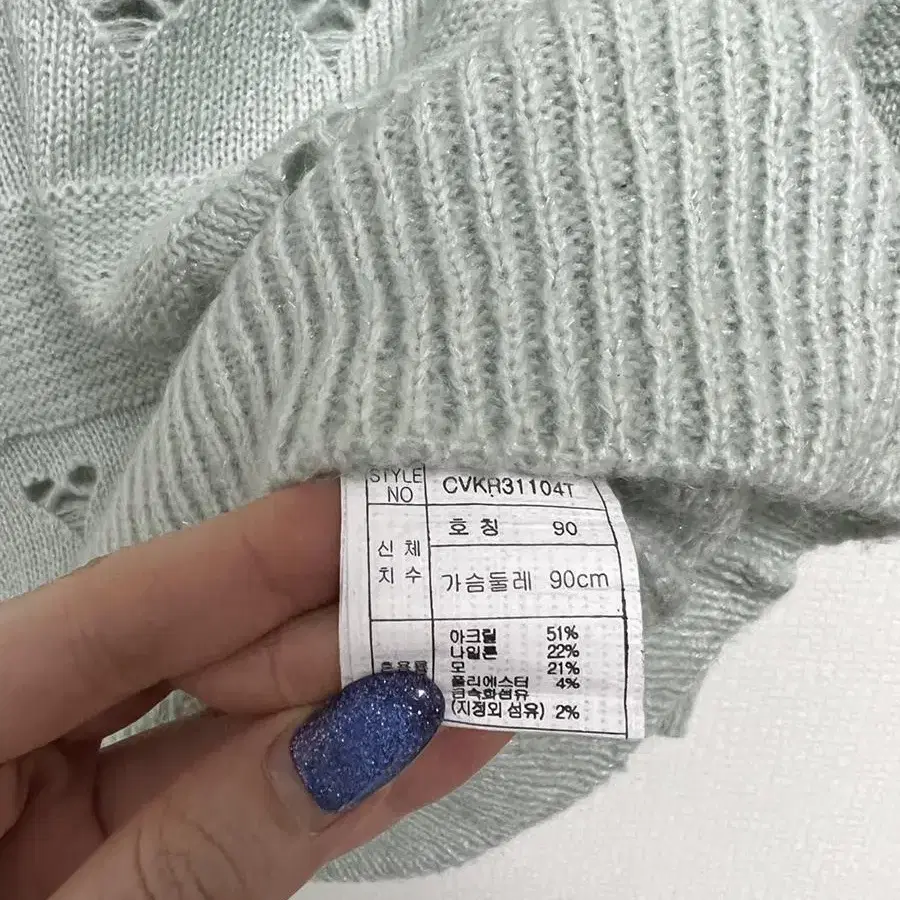 STYLE NO CVKR31104T
호칭 90
신체 치수
가슴둘레 90cm
아크릴 51%
나일론 22%
모 21%
폴리에스터 4%
금속화섬유
(지정외 섬유) 2%